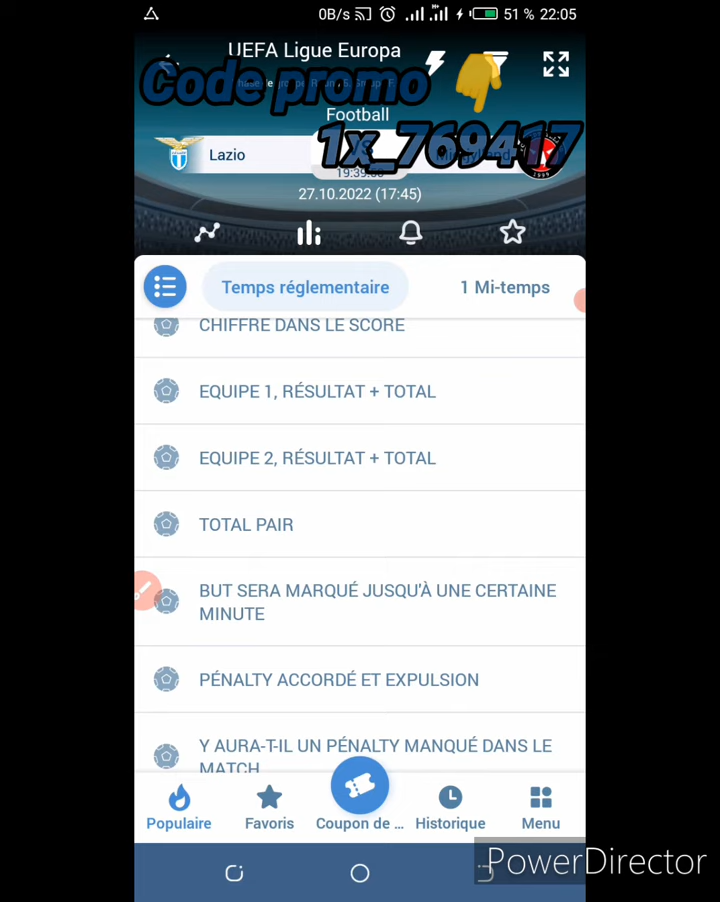 0B/s 51 % 22:05
UEFA Ligue Europa
Code promo
Football
1x_769417
Lazio
19:39:
27.10.2022 (17:45)
Temps réglementaire 1 Mi-temps
CHIFFRE DANS LE SCORE
EQUIPE 1, RÉSULTAT + TOTAL
EQUIPE 2, RÉSULTAT + TOTAL
TOTAL PAIR
BUT SERA MARQUÉ JUSQU'À UNE CERTAINE
MINUTE
PÉNALTY ACCORDÉ ET EXPULSION
Y AURA-T-IL UN PÉNALTY MANQUÉ DANS LE
MATCH
Populaire Favoris Coupon de ... Historique Menu
PowerDirector